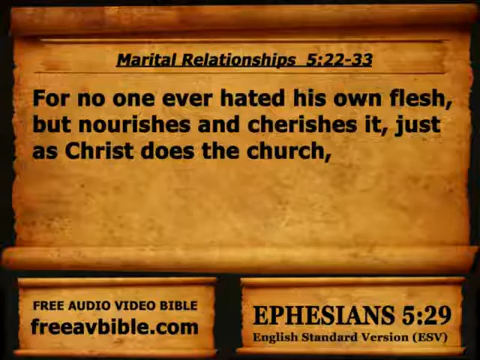 Marital Relationships 5:22-33
For no one ever hated his own flesh,
but nourishes and cherishes it, just
as Christ does the church,
FREE AUDIO VIDEO BIBLE
freeavbible.com
EPHESIANS 5:29
English Standard Version (ESV)